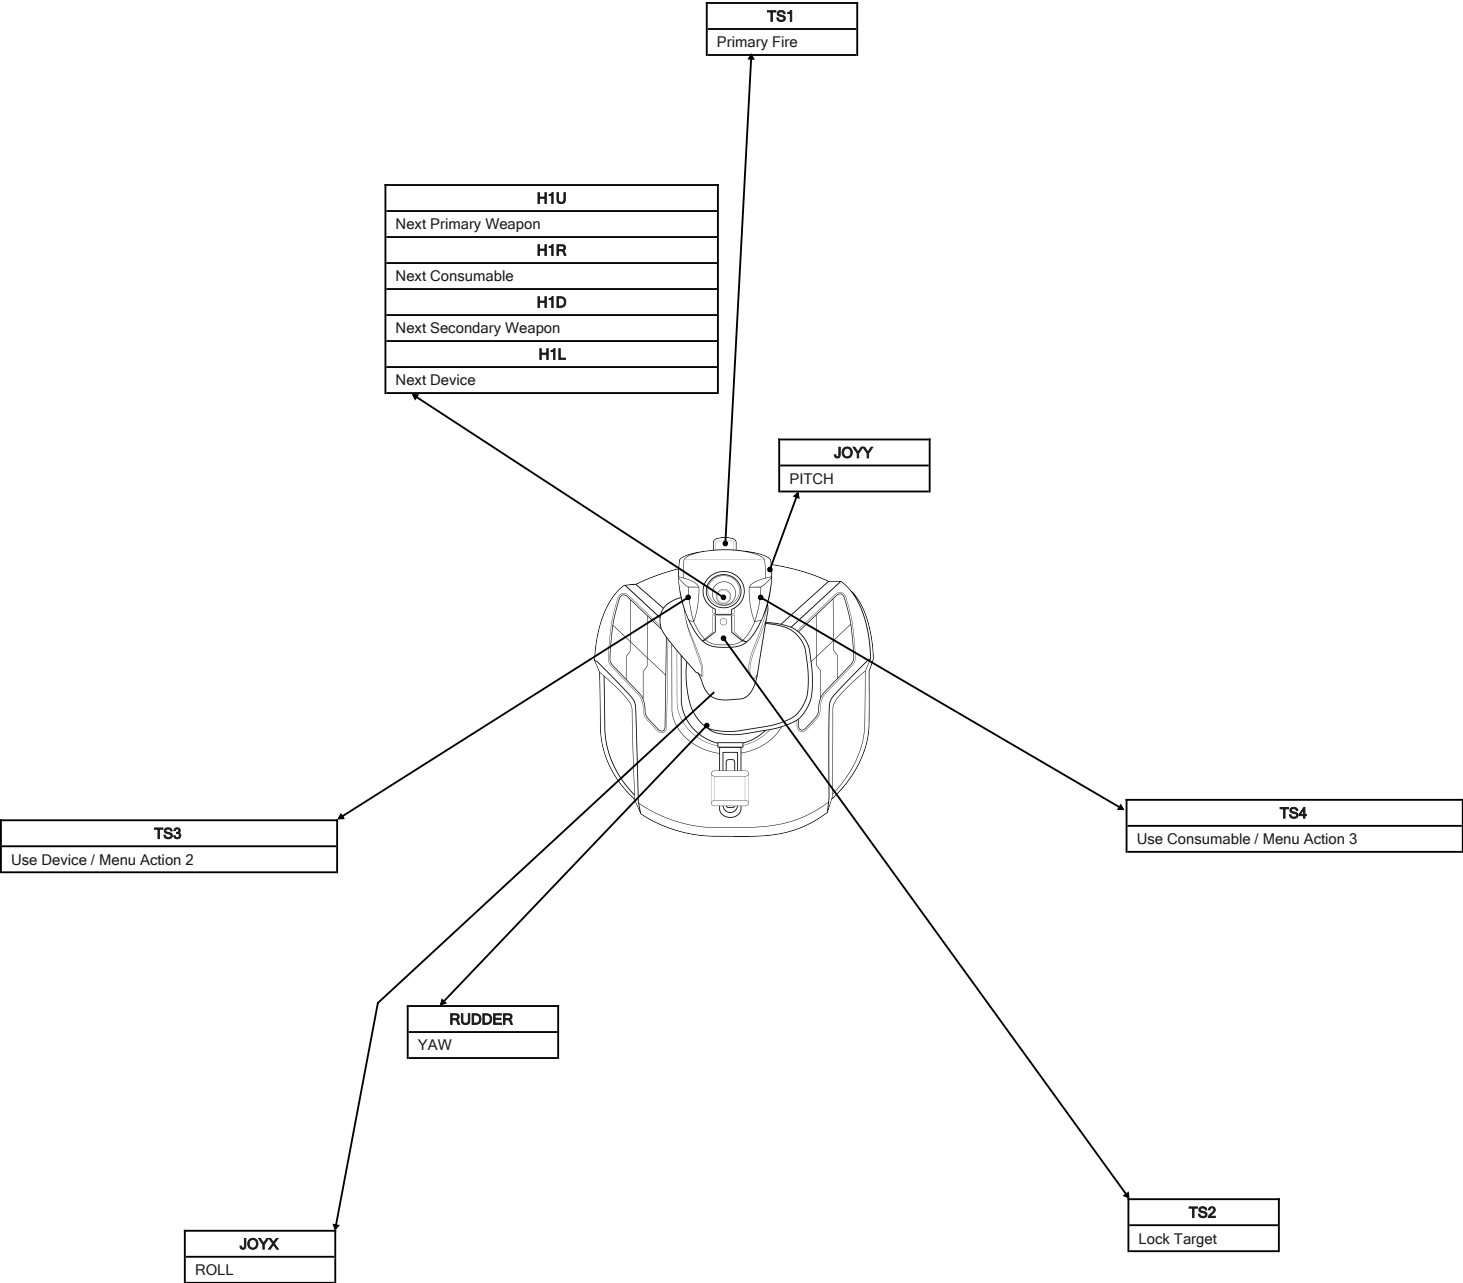 TS1
Primary Fire
H1U
Next Primary Weapon
H1R
Next Consumable
H1D
Next Secondary Weapon
H1L
Next Device
JOYY
PITCH
TS3
Use Device / Menu Action 2
TS4
Use Consumable / Menu Action 3
RUDDER
YAW
TS2
Lock Target
JOYX
ROLL